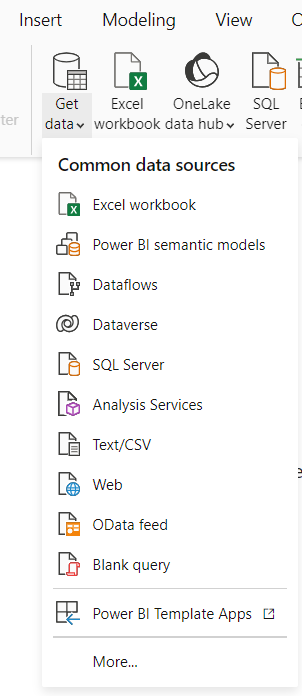 Insert Modeling View
Get data
Excel workbook
OneLake data hub
SQL Server
Common data sources
Excel workbook
Power BI semantic models
Dataflows
Dataverse
SQL Server
Analysis Services
Text/CSV
Web
OData feed
Blank query
Power BI Template Apps
More...